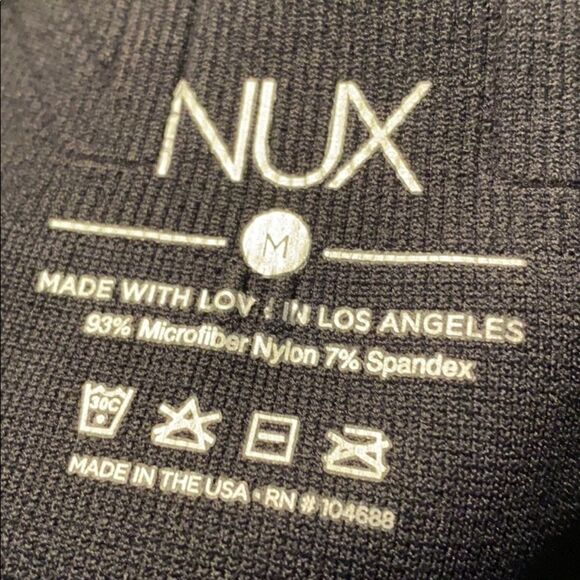 NUX
M
MADE WITH LOV IN LOS ANGELES
93% Microfiber Nylon 7% Spandex
30C
MADE IN THE USA • RN # 104688